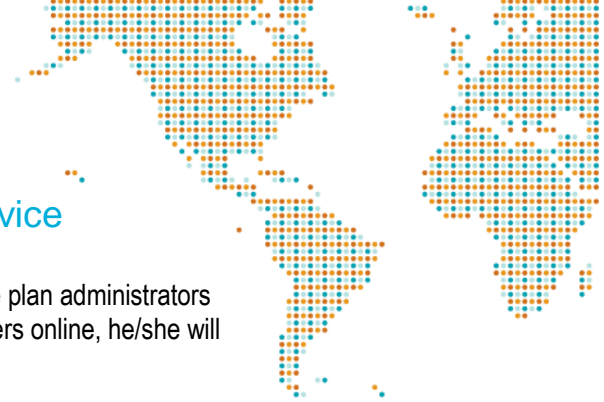 vice
plan administrators
ers online, he/she will